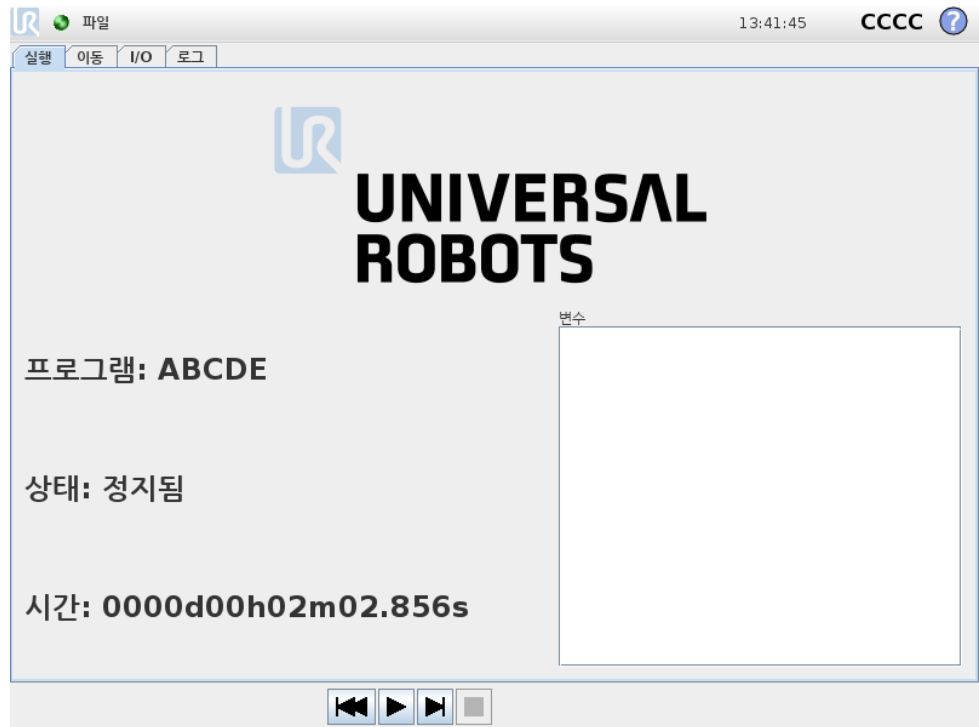 파일
13:41:45
CCCC
?
실행 이동 I/O 로그
UR
UNIVERSAL
ROBOTS
변수
프로그램: ABCDE
상태: 정지됨
시간: 0000d00h02m02.856s